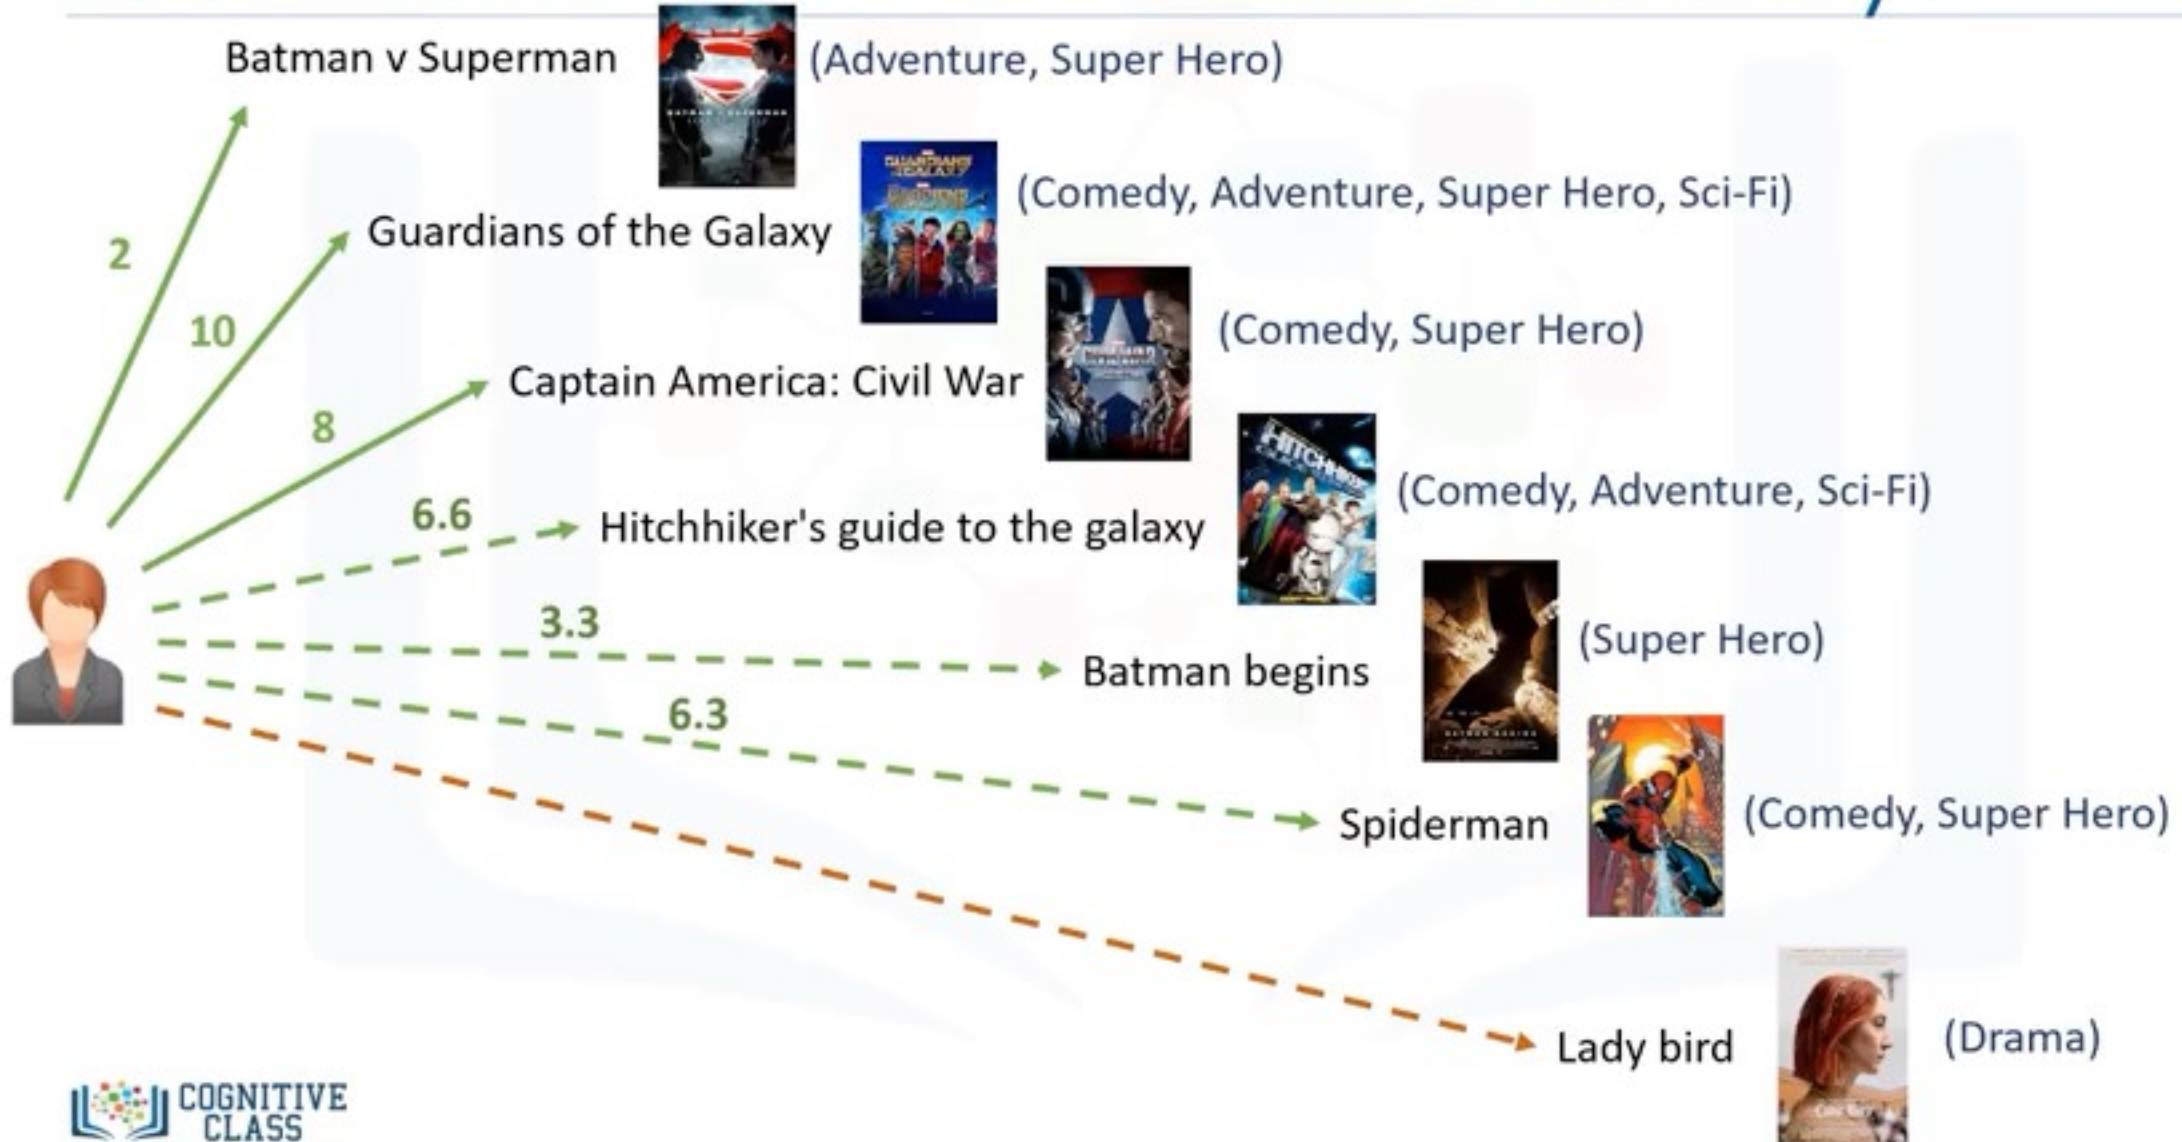 Batman v Superman
(Adventure, Super Hero)
2
Guardians of the Galaxy
(Comedy, Adventure, Super Hero, Sci-Fi)
10
Captain America: Civil War
(Comedy, Super Hero)
8
Hitchhiker's guide to the galaxy
(Comedy, Adventure, Sci-Fi)
6.6
Batman begins
(Super Hero)
3.3
Spiderman
(Comedy, Super Hero)
6.3
Lady bird
(Drama)
COGNITIVE
CLASS